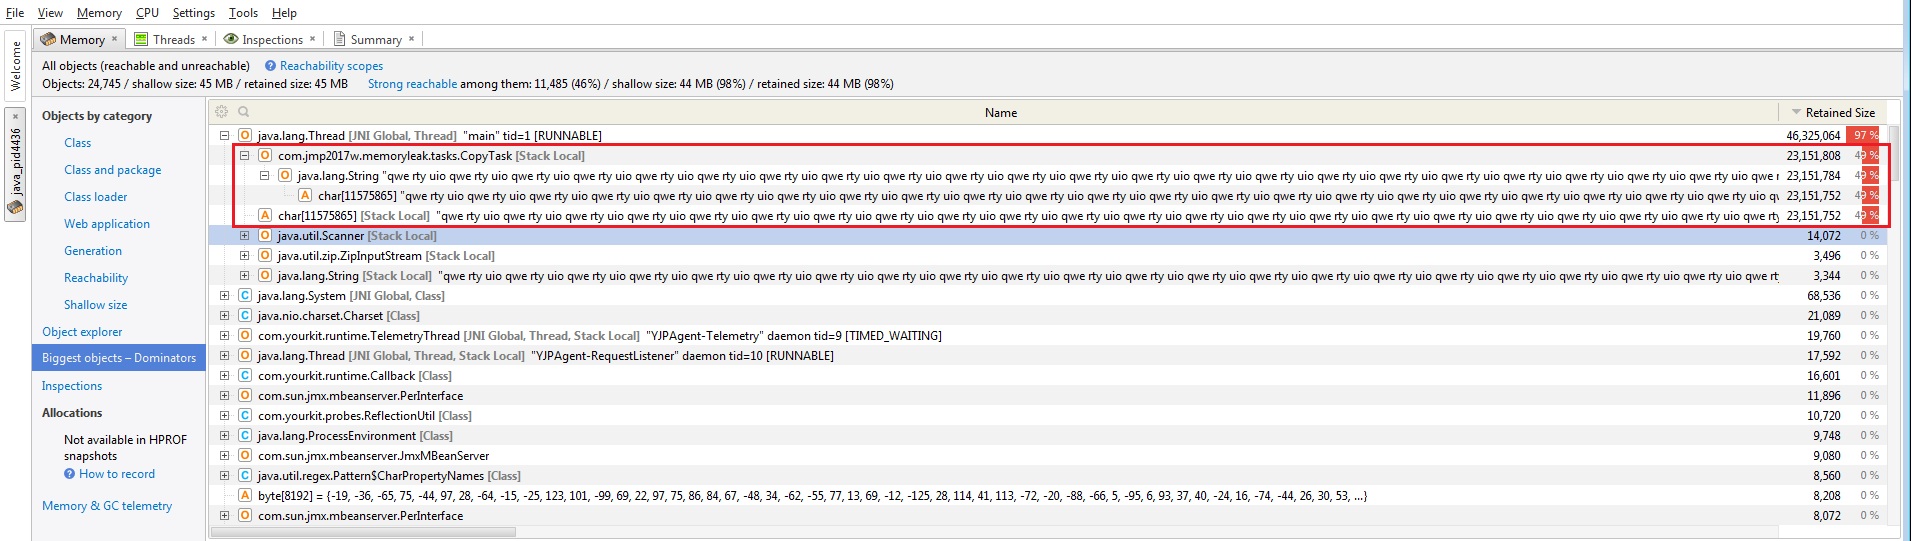 File View Memory CPU Settings Tools Help
Memory × Threads × Inspections × Summary ×
Welcome
× java_pid4436
All objects (reachable and unreachable) ? Reachability scopes
Objects: 24,745 / shallow size: 45 MB / retained size: 45 MB Strong reachable among them: 11,485 (46%) / shallow size: 44 MB (98%) / retained size: 44 MB (98%)
Objects by category
Class
Class and package
Class loader
Web application
Generation
Reachability
Shallow size
Object explorer
Biggest objects – Dominators
Inspections
Allocations
Not available in HPROF
snapshots
? How to record
Memory & GC telemetry
Name Retained Size
O java.lang.Thread [JNI Global, Thread] "main" tid=1 [RUNNABLE] 46,325,064 97 %
O com.jmp2017w.memoryleak.tasks.CopyTask [Stack Local] 23,151,808 49 %
O java.lang.String "qwe rty uio qwe rty uio qwe rty uio qwe rty uio qwe rty uio qwe rty uio qwe rty uio qwe rty uio qwe rty uio qwe rty uio qwe rty uio qwe rty uio qwe rty uio qwe rty uio qwe rty uio qwe rty uio qwe rty uio qwe r 23,151,784 49 %
A char[11575865] "qwe rty uio qwe rty uio qwe rty uio qwe rty uio qwe rty uio qwe rty uio qwe rty uio qwe rty uio qwe rty uio qwe rty uio qwe rty uio qwe rty uio qwe rty uio qwe rty uio qwe rty uio qwe rty uio qw 23,151,752 49 %
A char[11575865] [Stack Local] "qwe rty uio qwe rty uio qwe rty uio qwe rty uio qwe rty uio qwe rty uio qwe rty uio qwe rty uio qwe rty uio qwe rty uio qwe rty uio qwe rty uio qwe rty uio qwe rty uio qwe rty uio qwe rty 23,151,752 49 %
O java.util.Scanner [Stack Local] 14,072 0 %
O java.util.zip.ZipInputStream [Stack Local] 3,496 0 %
O java.lang.String [Stack Local] "qwe rty uio qwe rty uio qwe rty uio qwe rty uio qwe rty uio qwe rty uio qwe rty uio qwe rty uio qwe rty uio qwe rty uio qwe rty uio qwe rty uio qwe rty uio qwe rty uio qwe rty uio qwe rty 3,344 0 %
C java.lang.System [JNI Global, Class] 68,536 0 %
C java.nio.charset.Charset [Class] 21,089 0 %
O com.yourkit.runtime.TelemetryThread [JNI Global, Thread, Stack Local] "YJPAgent-Telemetry" daemon tid=9 [TIMED_WAITING] 19,760 0 %
O java.lang.Thread [JNI Global, Thread, Stack Local] "YJPAgent-RequestListener" daemon tid=10 [RUNNABLE] 17,592 0 %
C com.yourkit.runtime.Callback [Class] 16,601 0 %
O com.sun.jmx.mbeanserver.PerInterface 11,896 0 %
C com.yourkit.probes.ReflectionUtil [Class] 10,720 0 %
C java.lang.ProcessEnvironment [Class] 9,748 0 %
O com.sun.jmx.mbeanserver.JmxMBeanServer 9,080 0 %
C java.util.regex.Pattern$CharPropertyNames [Class] 8,560 0 %
A byte[8192] = {-19, -36, -65, 75, -44, 97, 28, -64, -15, -25, 123, 101, -99, 69, 22, 97, 75, 86, 84, 67, -48, 34, -62, -55, 77, 13, 69, -12, -125, 28, 114, 41, 113, -72, -20, -88, -66, 5, -95, 6, 93, 37, 40, -24, 16, -74, -44, 26, 30, 53, ...} 8,208 0 %
O com.sun.jmx.mbeanserver.PerInterface 8,072 0 %